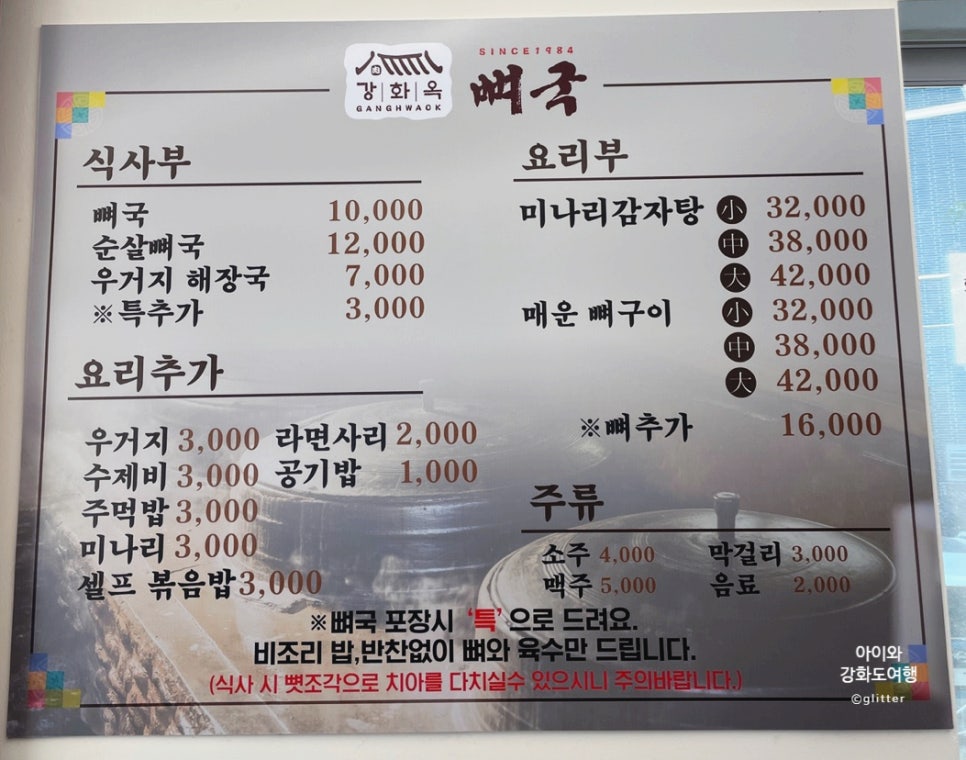 강화옥
GANGHWAOK
SINCE1984
뼈국
식사부
뼈국 10,000
순살뼈국 12,000
우거지 해장국 7,000
※특추가 3,000
요리추가
우거지 3,000 라면사리 2,000
수제비 3,000 공기밥 1,000
주먹밥 3,000
미나리 3,000
셀프 볶음밥 3,000
요리부
미나리감자탕 小 32,000
中 38,000
大 42,000
매운 뼈구이 小 32,000
中 38,000
大 42,000
※뼈추가 16,000
주류
소주 4,000 막걸리 3,000
맥주 5,000 음료 2,000
※뼈국 포장시 '특'으로 드려요.
비조리 밥,반찬없이 뼈와 육수만 드립니다.
(식사 시 뼛조각으로 치아를 다치실수 있으시니 주의바랍니다.)
아이와
강화도여행
©glitter